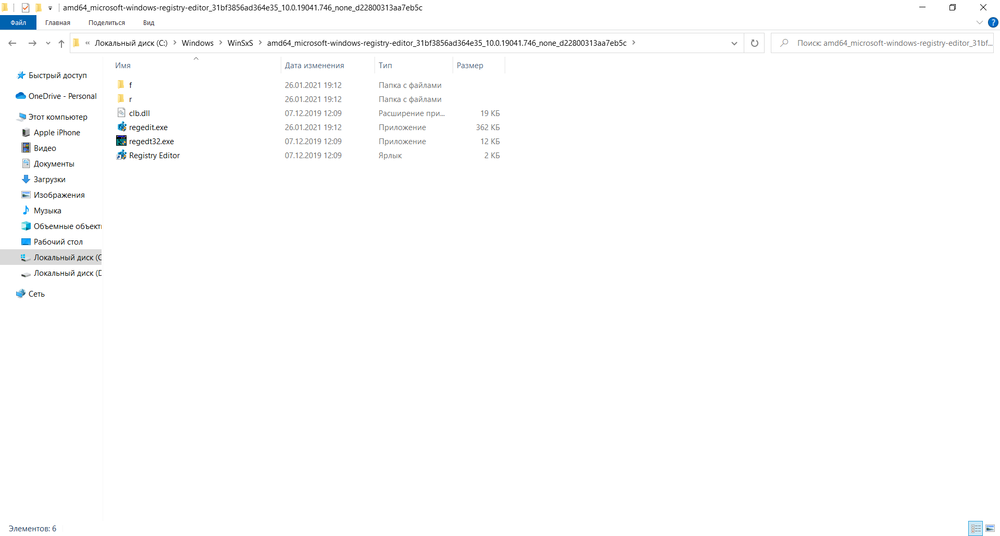 amd64_microsoft-windows-registry-editor_31bf3856ad364e35_10.0.19041.746_none_d22800313aa7eb5c
Файл Главная Поделиться Вид
« Локальный диск (C:) > Windows > WinSxS > amd64_microsoft-windows-registry-editor_31bf3856ad364e35_10.0.19041.746_none_d22800313aa7eb5c >
Поиск: amd64_microsoft-windows-registry-editor_31bf...
Быстрый доступ
OneDrive - Personal
Этот компьютер
Apple iPhone
Видео
Документы
Загрузки
Изображения
Музыка
Объемные объект
Рабочий стол
Локальный диск (C
Локальный диск (D
Сеть
Имя Дата изменения Тип Размер
f 26.01.2021 19:12 Папка с файлами
r 26.01.2021 19:12 Папка с файлами
clb.dll 07.12.2019 12:09 Расширение при... 19 КБ
regedit.exe 26.01.2021 19:12 Приложение 362 КБ
regedt32.exe 07.12.2019 12:09 Приложение 12 КБ
Registry Editor 07.12.2019 12:09 Ярлык 2 КБ
Элементов: 6